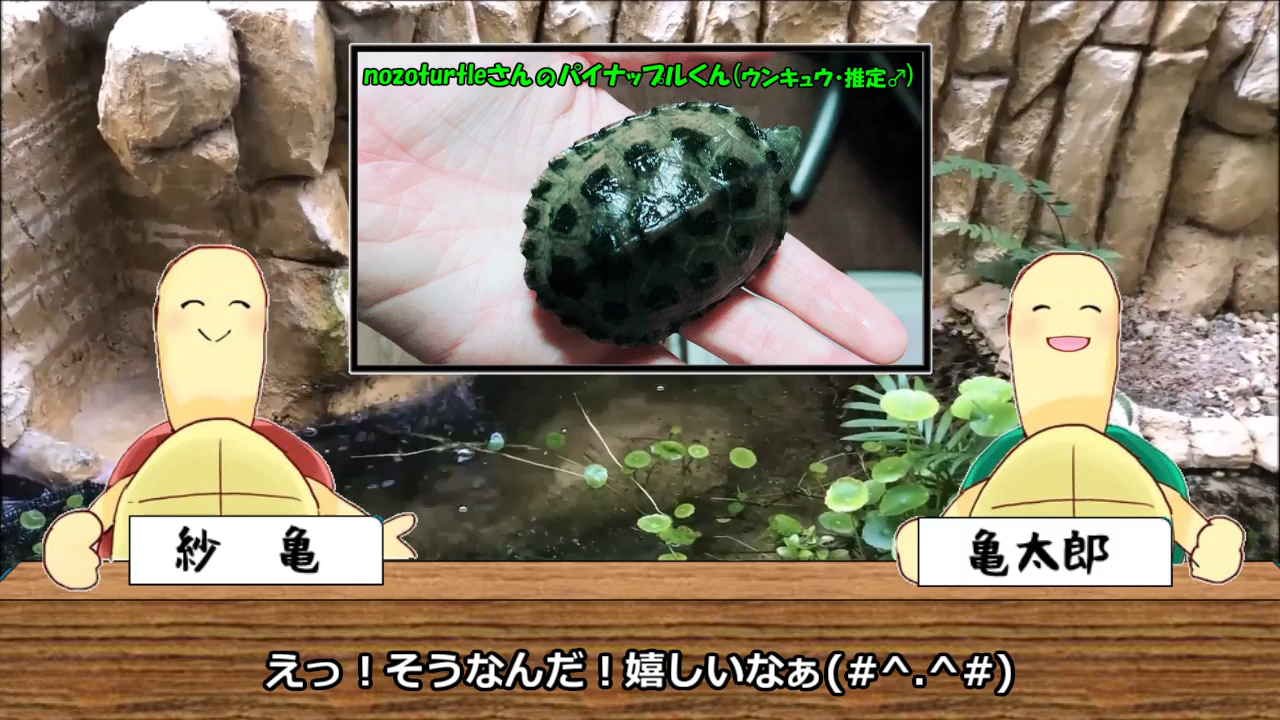 nozoturtleさんのパイナップルくん(ウンキュウ・推定♂)
紗 亀
亀太郎
えっ！そうなんだ！嬉しいなぁ(#^.^#)